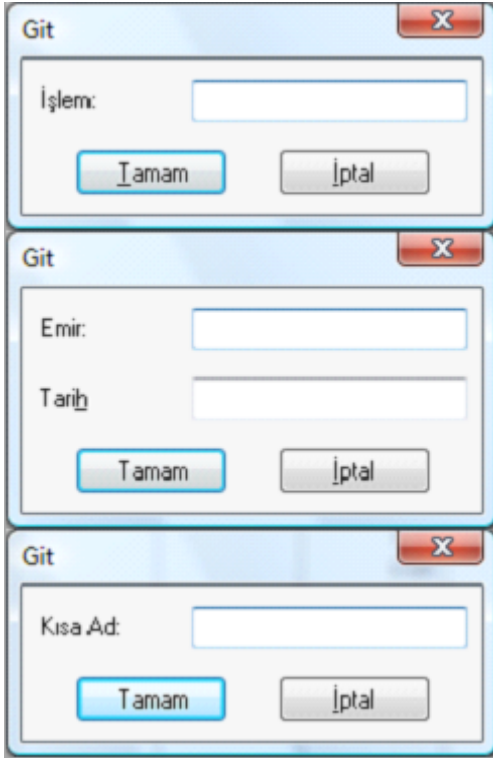 Git
İşlem:
Tamam İptal
Git
Emir:
Tarih
Tamam İptal
Git
Kısa Ad:
Tamam İptal